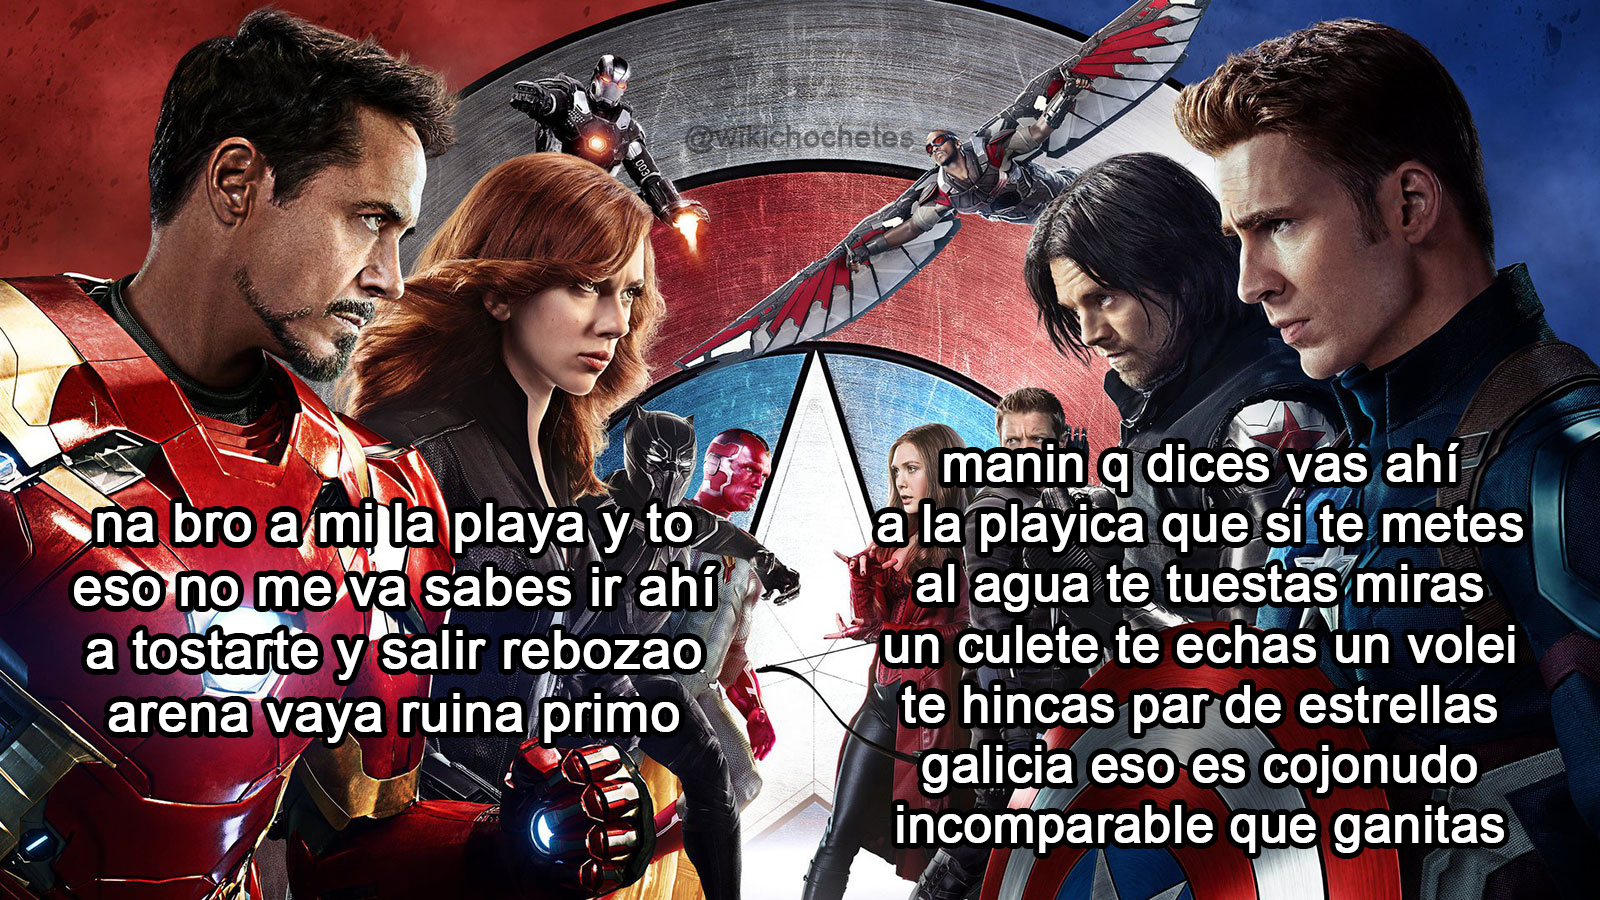 @wikichochetes
na bro a mi la playa y to
eso no me va sabes ir ahí
a tostarte y salir rebozao
arena vaya ruina primo
manin q dices vas ahí
a la playica que si te metes
al agua te tuestas miras
un culete te echas un volei
te hincas par de estrellas
galicia eso es cojonudo
incomparable que ganitas
003